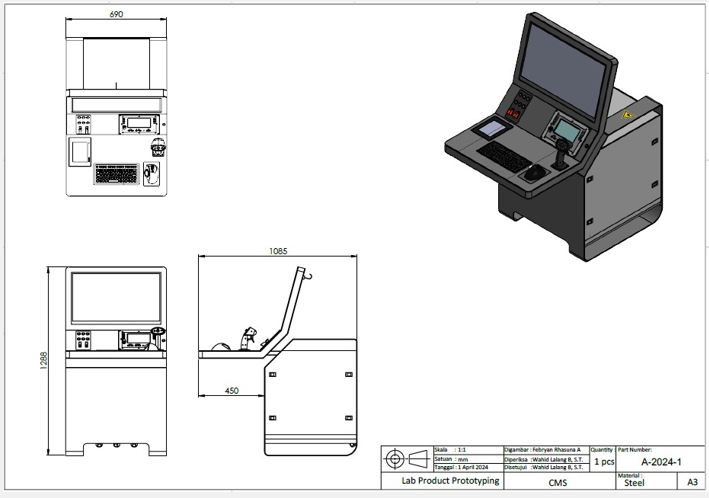 690
1288
1085
450
Skala : 1:1
Satuan : mm
Tanggal : 1 April 2024
Digambar : Febryan Rhasuna A
Diperiksa : Wahid Lalang B, S.T.
Disetujui : Wahid Lalang B, S.T.
Quantity
1 pcs
Part Number:
A-2024-1
Lab Product Prototyping
CMS
Material :
Steel
A3